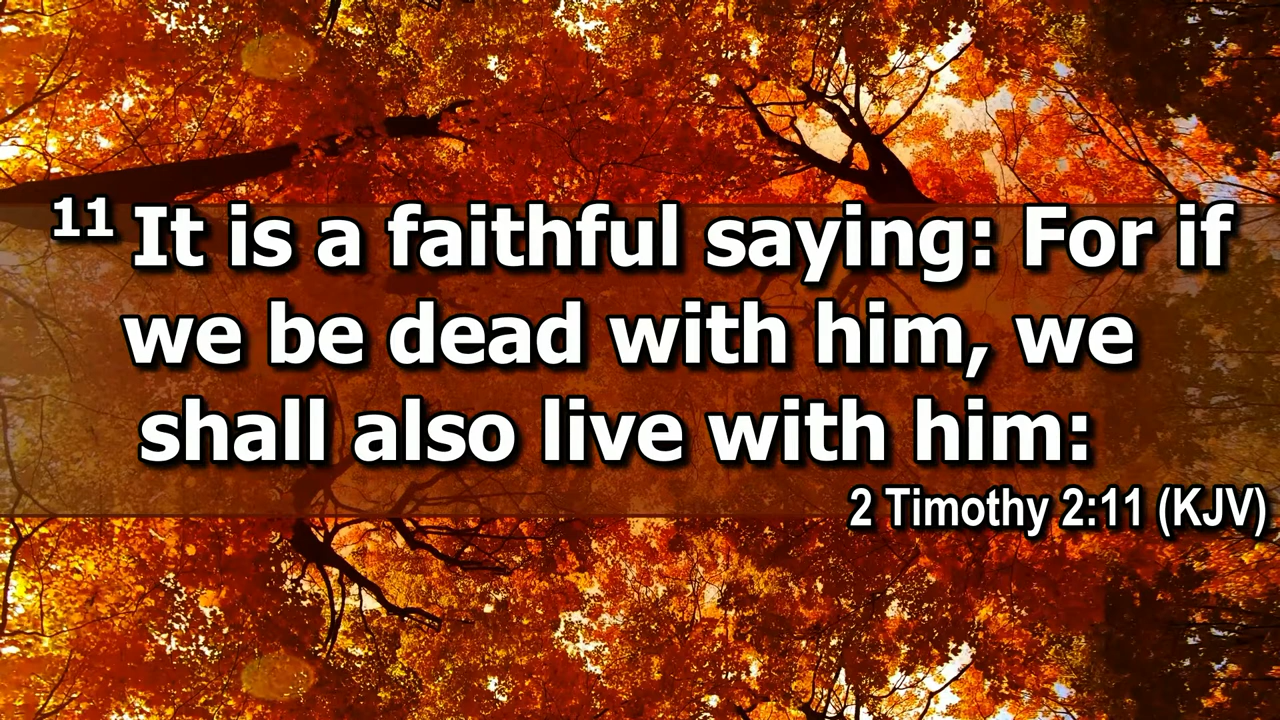 11 It is a faithful saying: For if
we be dead with him, we
shall also live with him:
2 Timothy 2:11 (KJV)